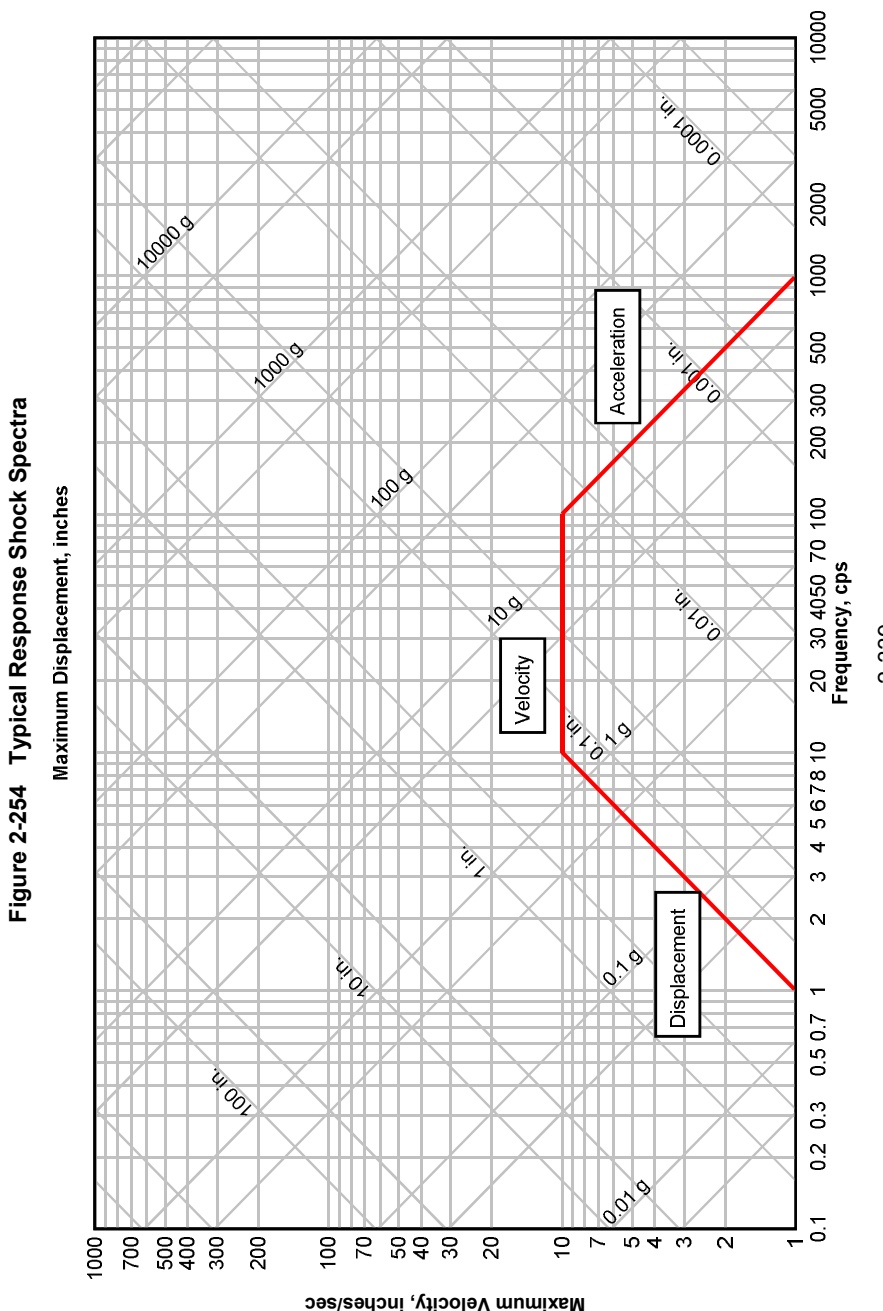 Figure 2-254 Typical Response Shock Spectra
Maximum Displacement, inches
Maximum Velocity, inches/sec
1000
700
500
400
300
200
100
70
50
40
30
20
10
7
5
4
3
2
1
100 in.
10 in.
1 in.
0.1 in.
0.01 in.
0.001 in.
0.0001 in.
10000 g
1000 g
100 g
10 g
1 g
0.1 g
0.01 g
Displacement
Velocity
Acceleration
0.1 0.2 0.3 0.5 0.7 1 2 3 4 5 6 7 8 10 20 30 40 50 70 100 200 300 500 1000 2000 5000 10000
Frequency, cps